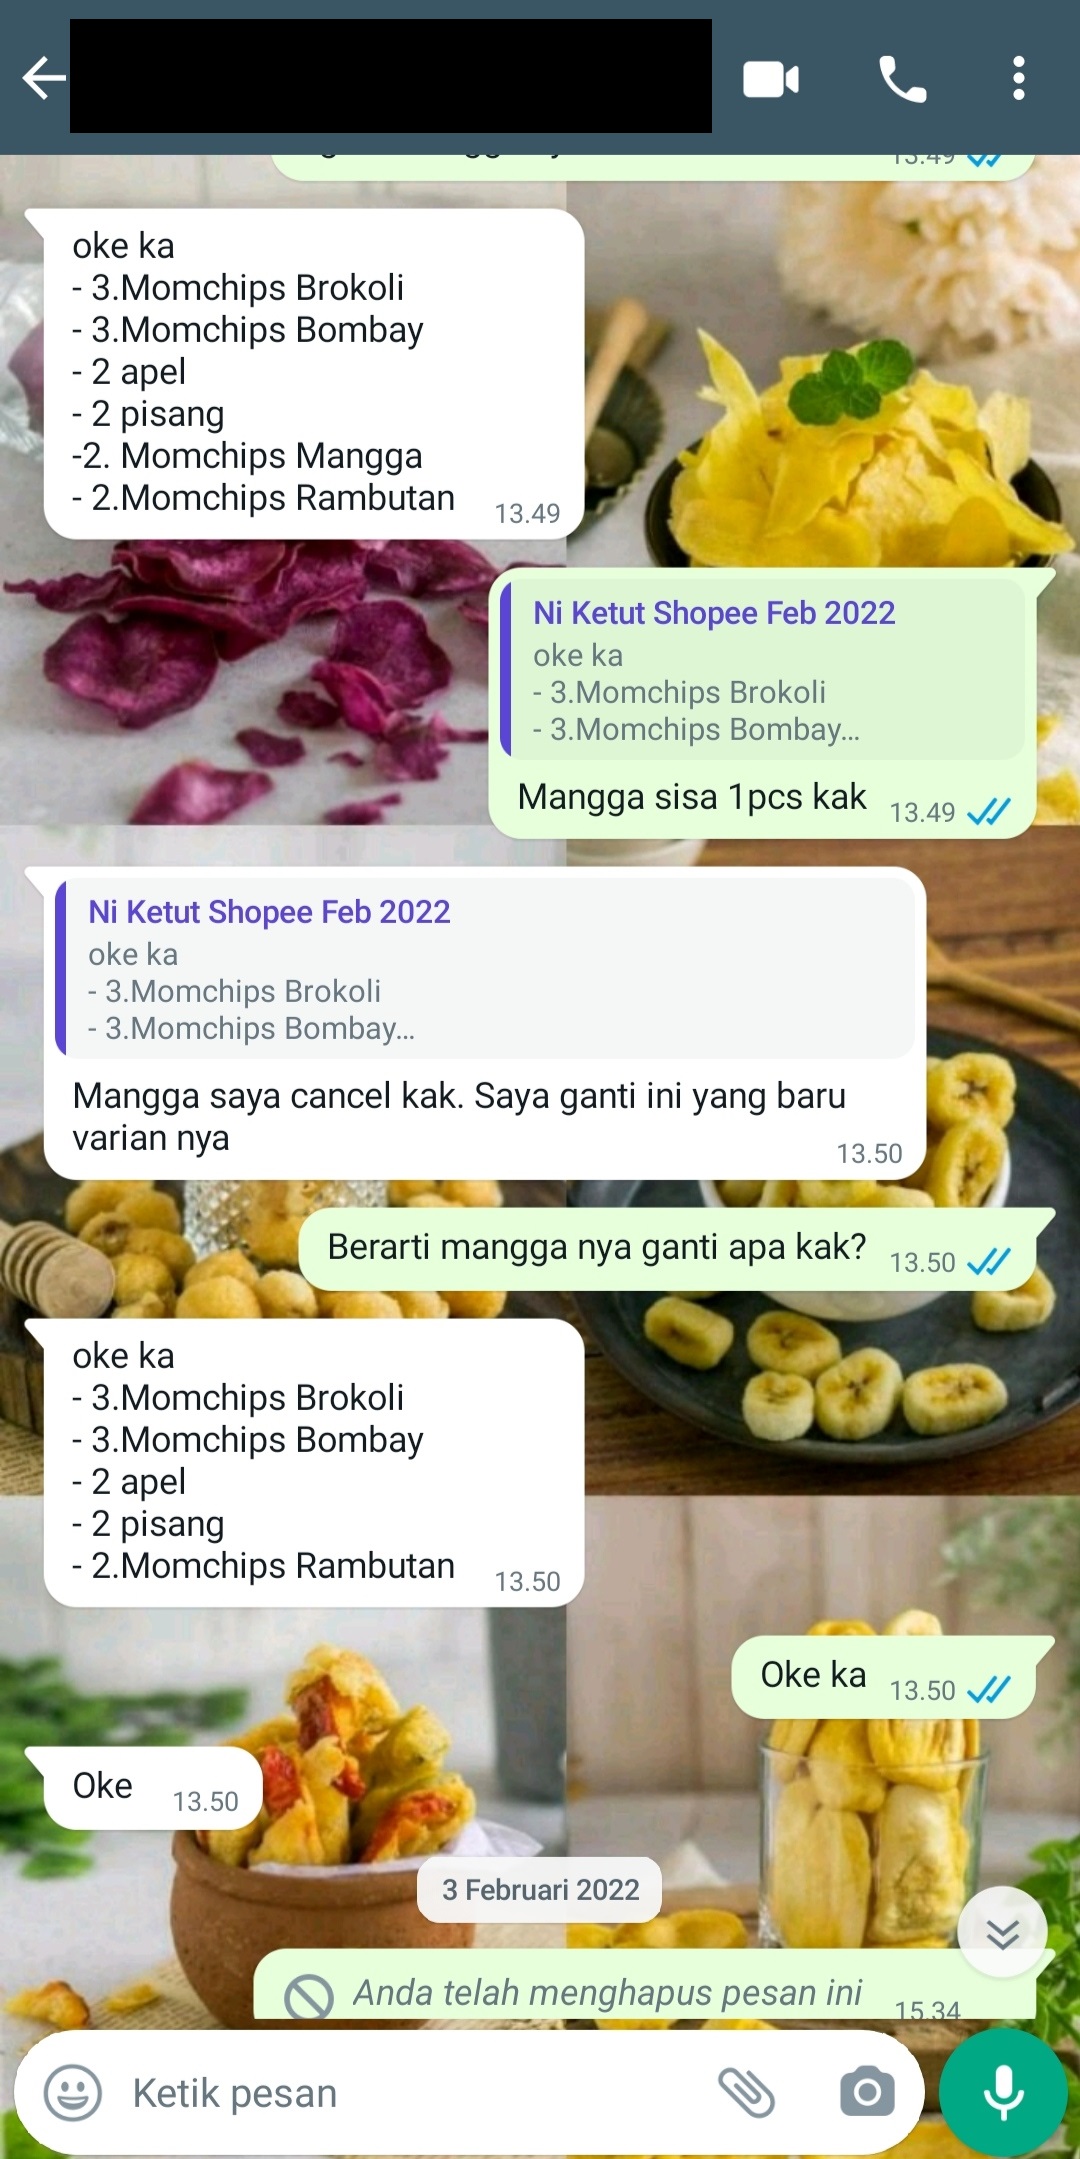 13.49
oke ka
- 3.Momchips Brokoli
- 3.Momchips Bombay
- 2 apel
- 2 pisang
-2. Momchips Mangga
- 2.Momchips Rambutan
13.49
Ni Ketut Shopee Feb 2022
oke ka
- 3.Momchips Brokoli
- 3.Momchips Bombay...
Mangga sisa 1pcs kak
13.49
Ni Ketut Shopee Feb 2022
oke ka
- 3.Momchips Brokoli
- 3.Momchips Bombay...
Mangga saya cancel kak. Saya ganti ini yang baru
varian nya
13.50
Berarti mangga nya ganti apa kak?
13.50
oke ka
- 3.Momchips Brokoli
- 3.Momchips Bombay
- 2 apel
- 2 pisang
- 2.Momchips Rambutan
13.50
Oke ka
13.50
Oke
13.50
3 Februari 2022
Anda telah menghapus pesan ini
15.34
Ketik pesan